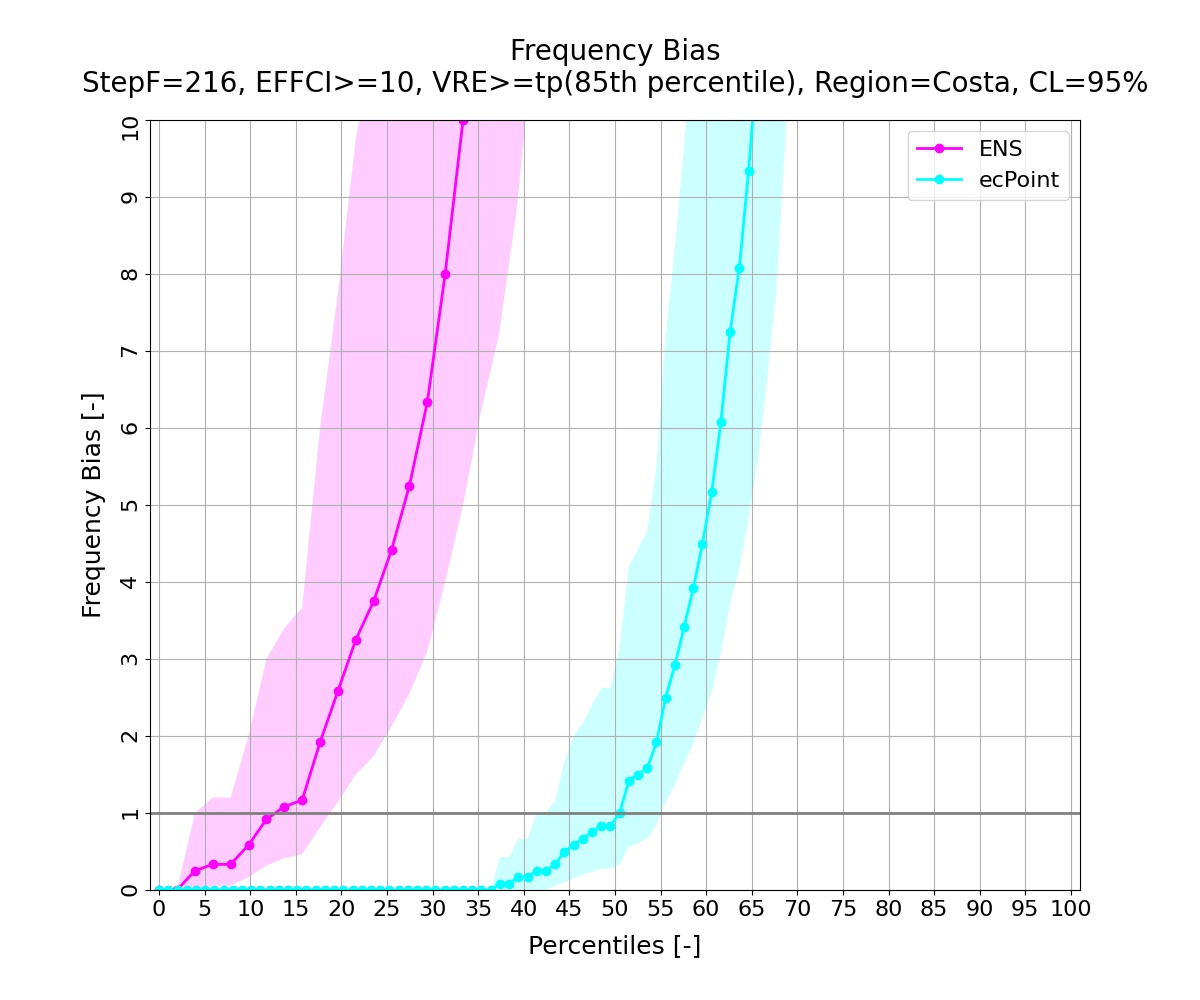 Frequency Bias
StepF=216, EFFCI>=10, VRE>=tp(85th percentile), Region=Costa, CL=95%
ENS
ecPoint
Frequency Bias [-]
10
9
8
7
6
5
4
3
2
1
0
0 5 10 15 20 25 30 35 40 45 50 55 60 65 70 75 80 85 90 95 100
Percentiles [-]